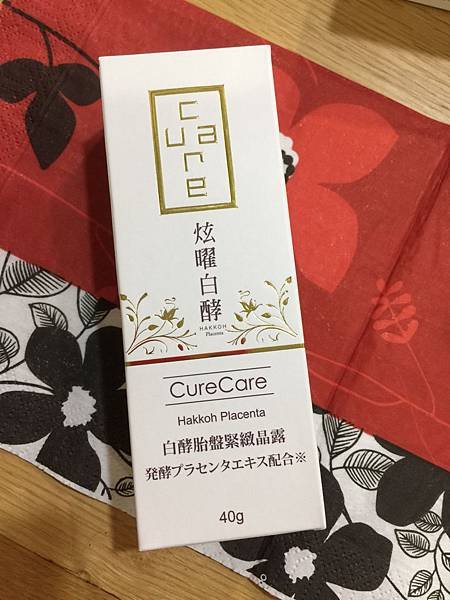 cu
care
炫曜白酵
HAKKOH
Placenta
CureCare
Hakkoh Placenta
白酵胎盤緊緻晶露
発酵プラセンタエキス配合※
40g